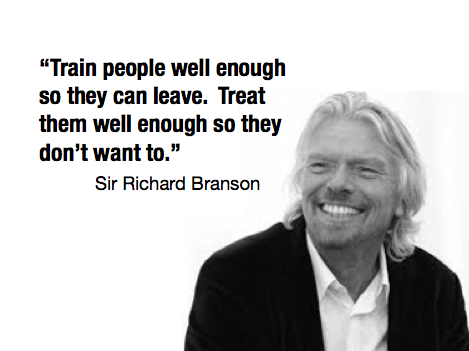 “Train people well enough
so they can leave.  Treat
them well enough so they
don’t want to.”
Sir Richard Branson